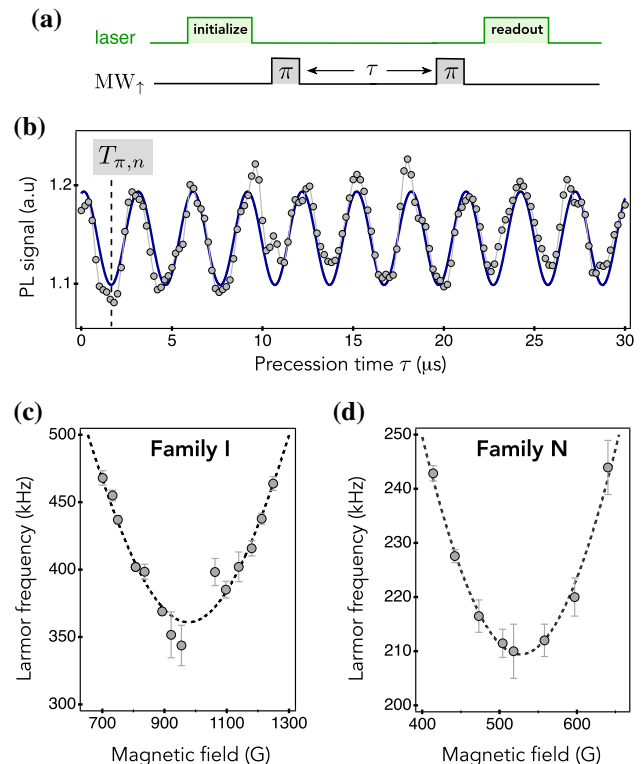 (a)
laser
initialize
readout
MW↑
π
τ
π
(b)
T_{π,n}
PL signal (a.u)
1.2
1.1
0
5
10
15
20
25
30
Precession time τ (μs)
(c)
Family I
Larmor frequency (kHz)
500
450
400
350
300
700
900
1100
1300
Magnetic field (G)
(d)
Family N
Larmor frequency (kHz)
250
240
230
220
210
200
400
500
600
Magnetic field (G)